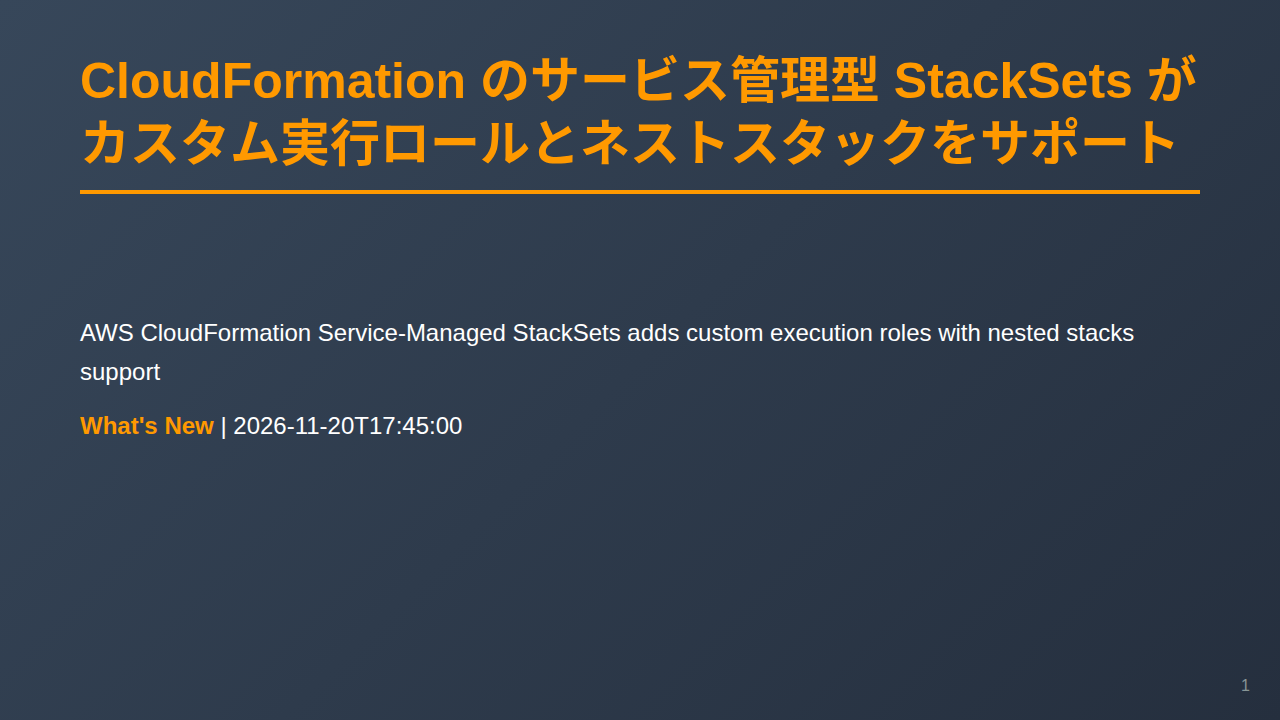 CloudFormation のサービス管理型 StackSets が
カスタム実行ロールとネストスタックをサポート
AWS CloudFormation Service-Managed StackSets adds custom execution roles with nested stacks
support
What's New | 2026-11-20T17:45:00
1